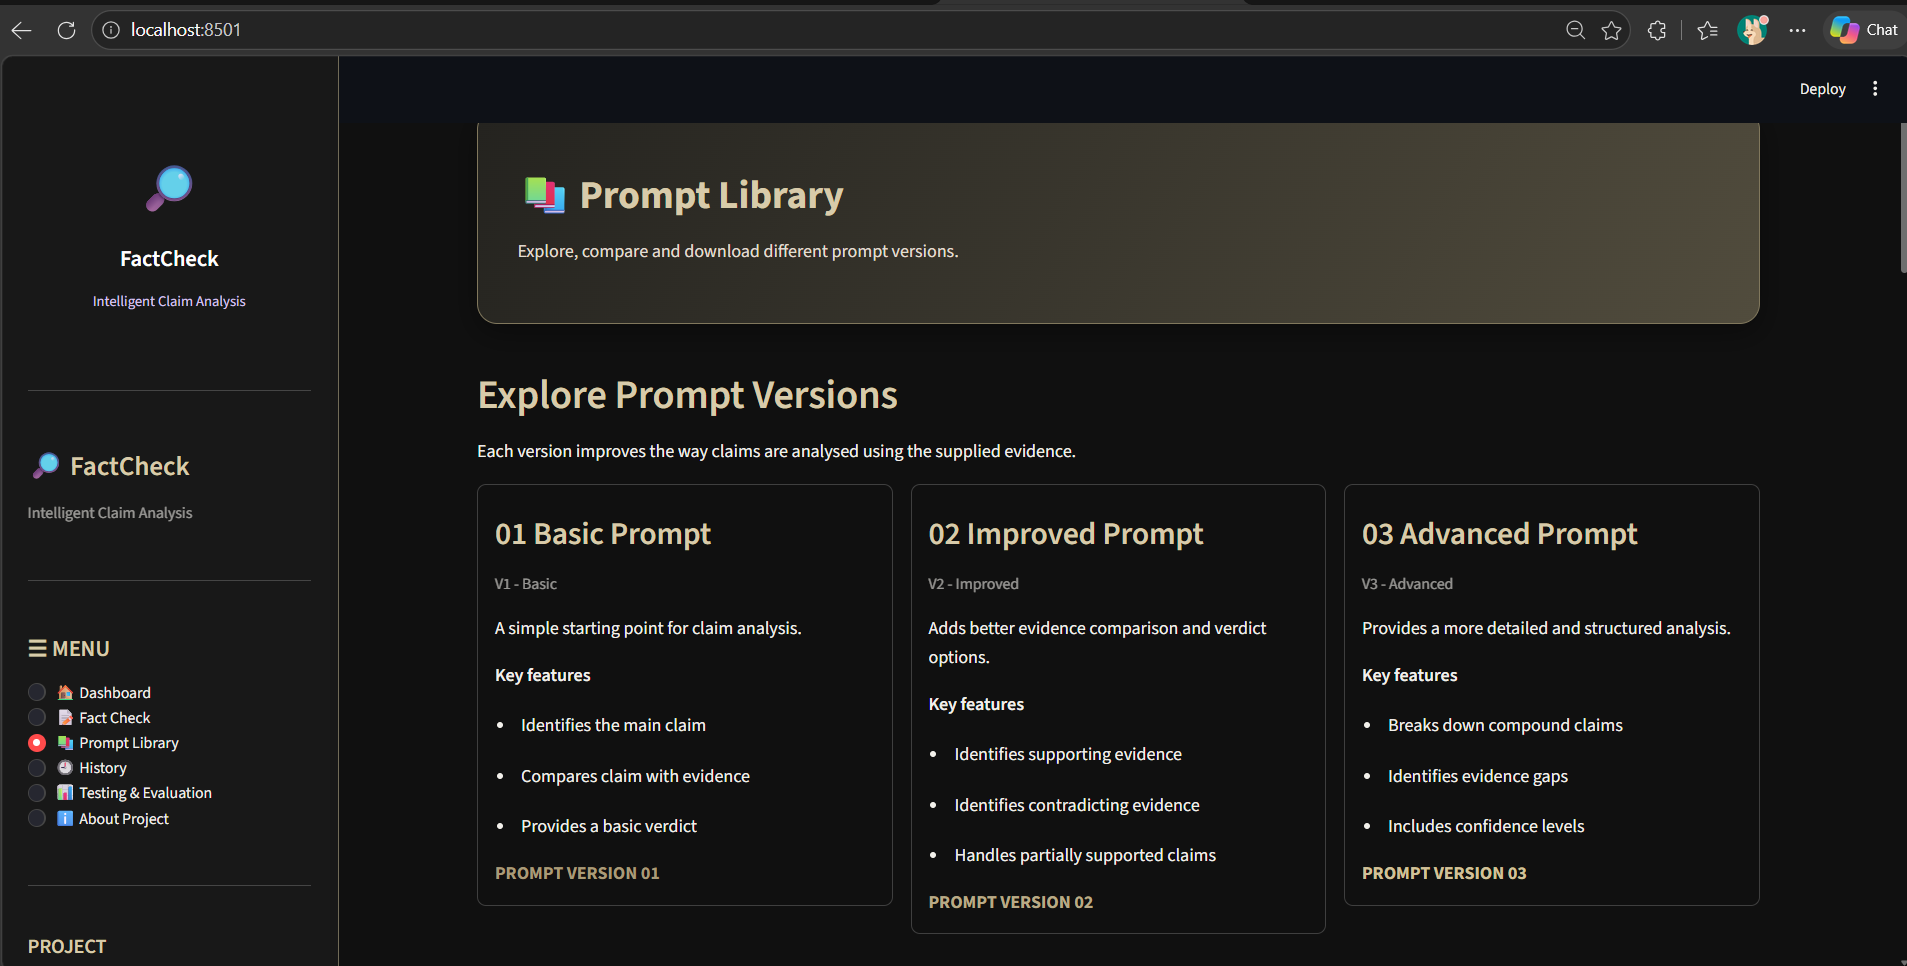 localhost:8501
Chat
Deploy
FactCheck
Intelligent Claim Analysis
FactCheck
Intelligent Claim Analysis
☰ MENU
Dashboard
Fact Check
Prompt Library
History
Testing & Evaluation
About Project
PROJECT
Prompt Library
Explore, compare and download different prompt versions.
Explore Prompt Versions
Each version improves the way claims are analysed using the supplied evidence.
01 Basic Prompt
V1 - Basic
A simple starting point for claim analysis.
Key features
• Identifies the main claim
• Compares claim with evidence
• Provides a basic verdict
PROMPT VERSION 01
02 Improved Prompt
V2 - Improved
Adds better evidence comparison and verdict
options.
Key features
• Identifies supporting evidence
• Identifies contradicting evidence
• Handles partially supported claims
PROMPT VERSION 02
03 Advanced Prompt
V3 - Advanced
Provides a more detailed and structured analysis.
Key features
• Breaks down compound claims
• Identifies evidence gaps
• Includes confidence levels
PROMPT VERSION 03